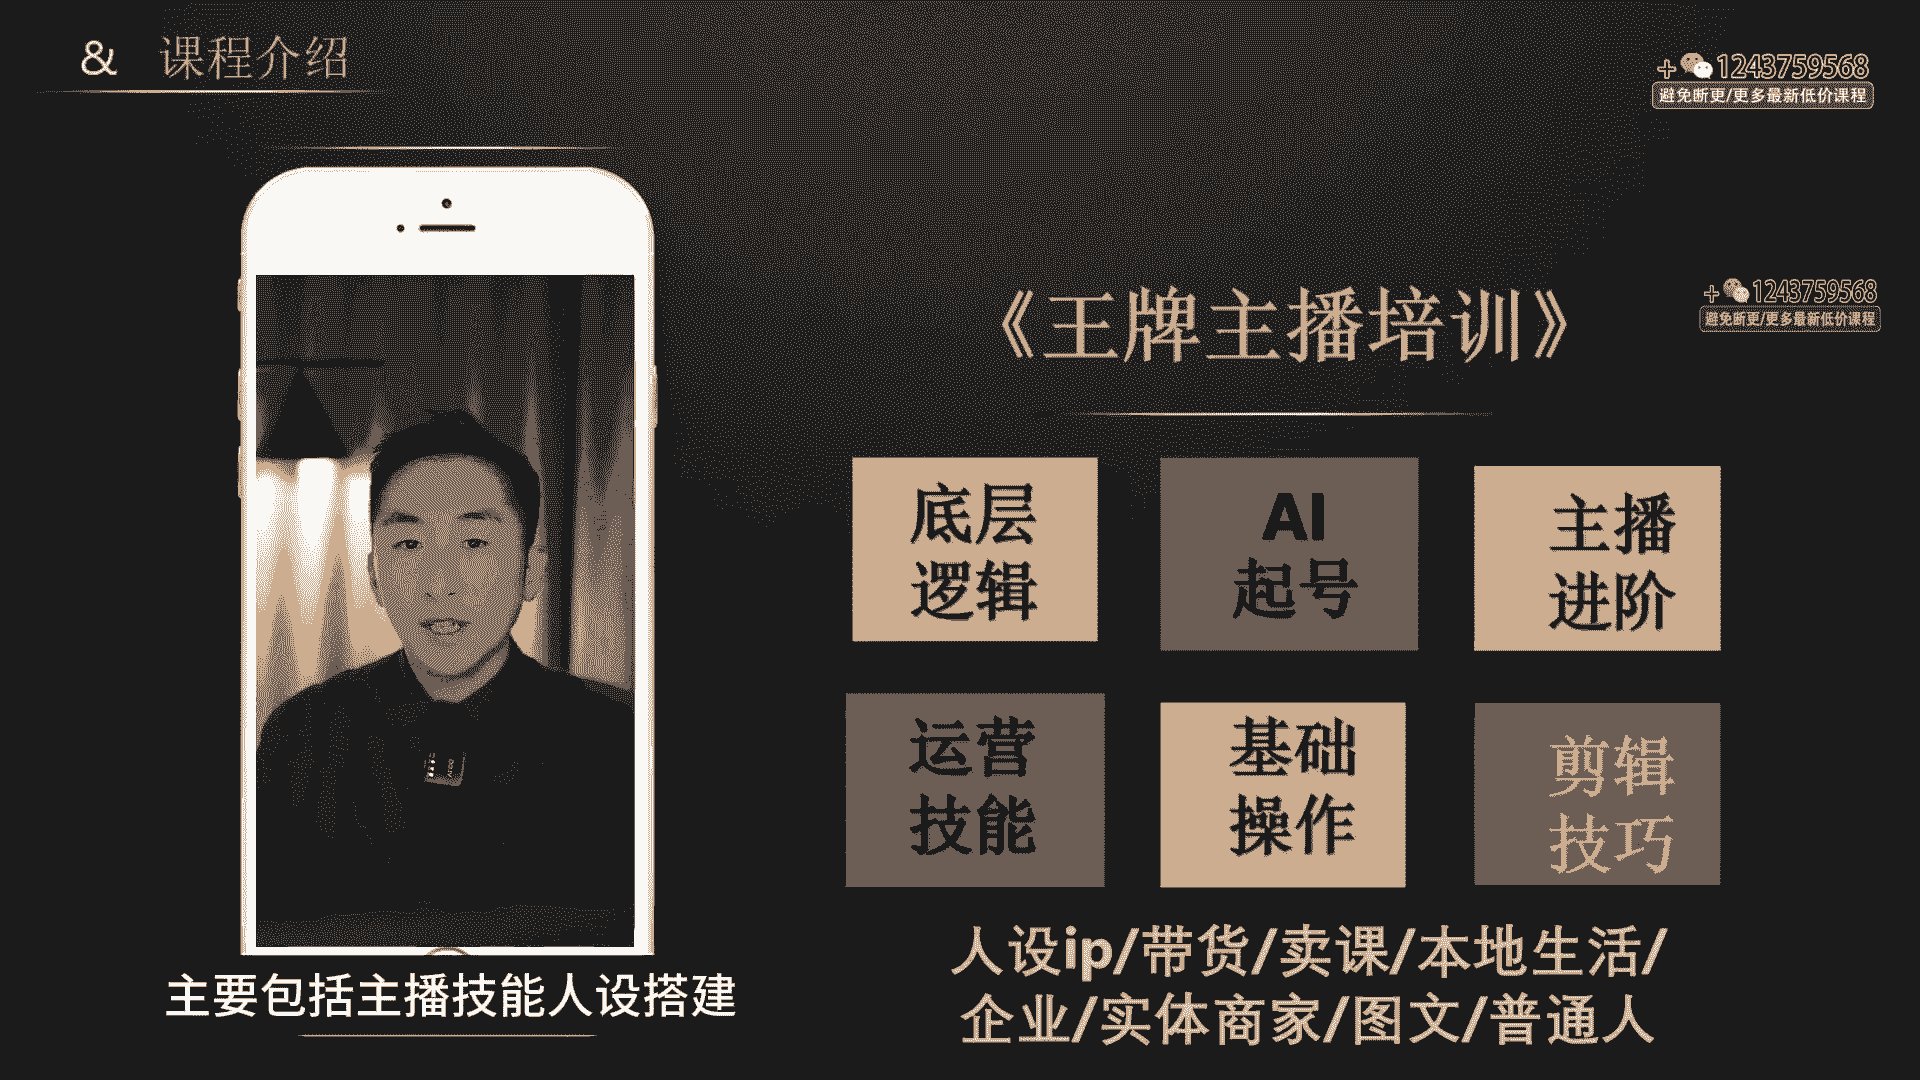 & 课程介绍
+1243759568
避免断更/更多最新低价课程
+1243759568
避免断更/更多最新低价课程
《王牌主播培训》
底层
逻辑
AI
起号
主播
进阶
运营
技能
基础
操作
剪辑
技巧
人设ip/带货/卖课/本地生活/
企业/实体商家/图文/普通人
主要包括主播技能人设搭建